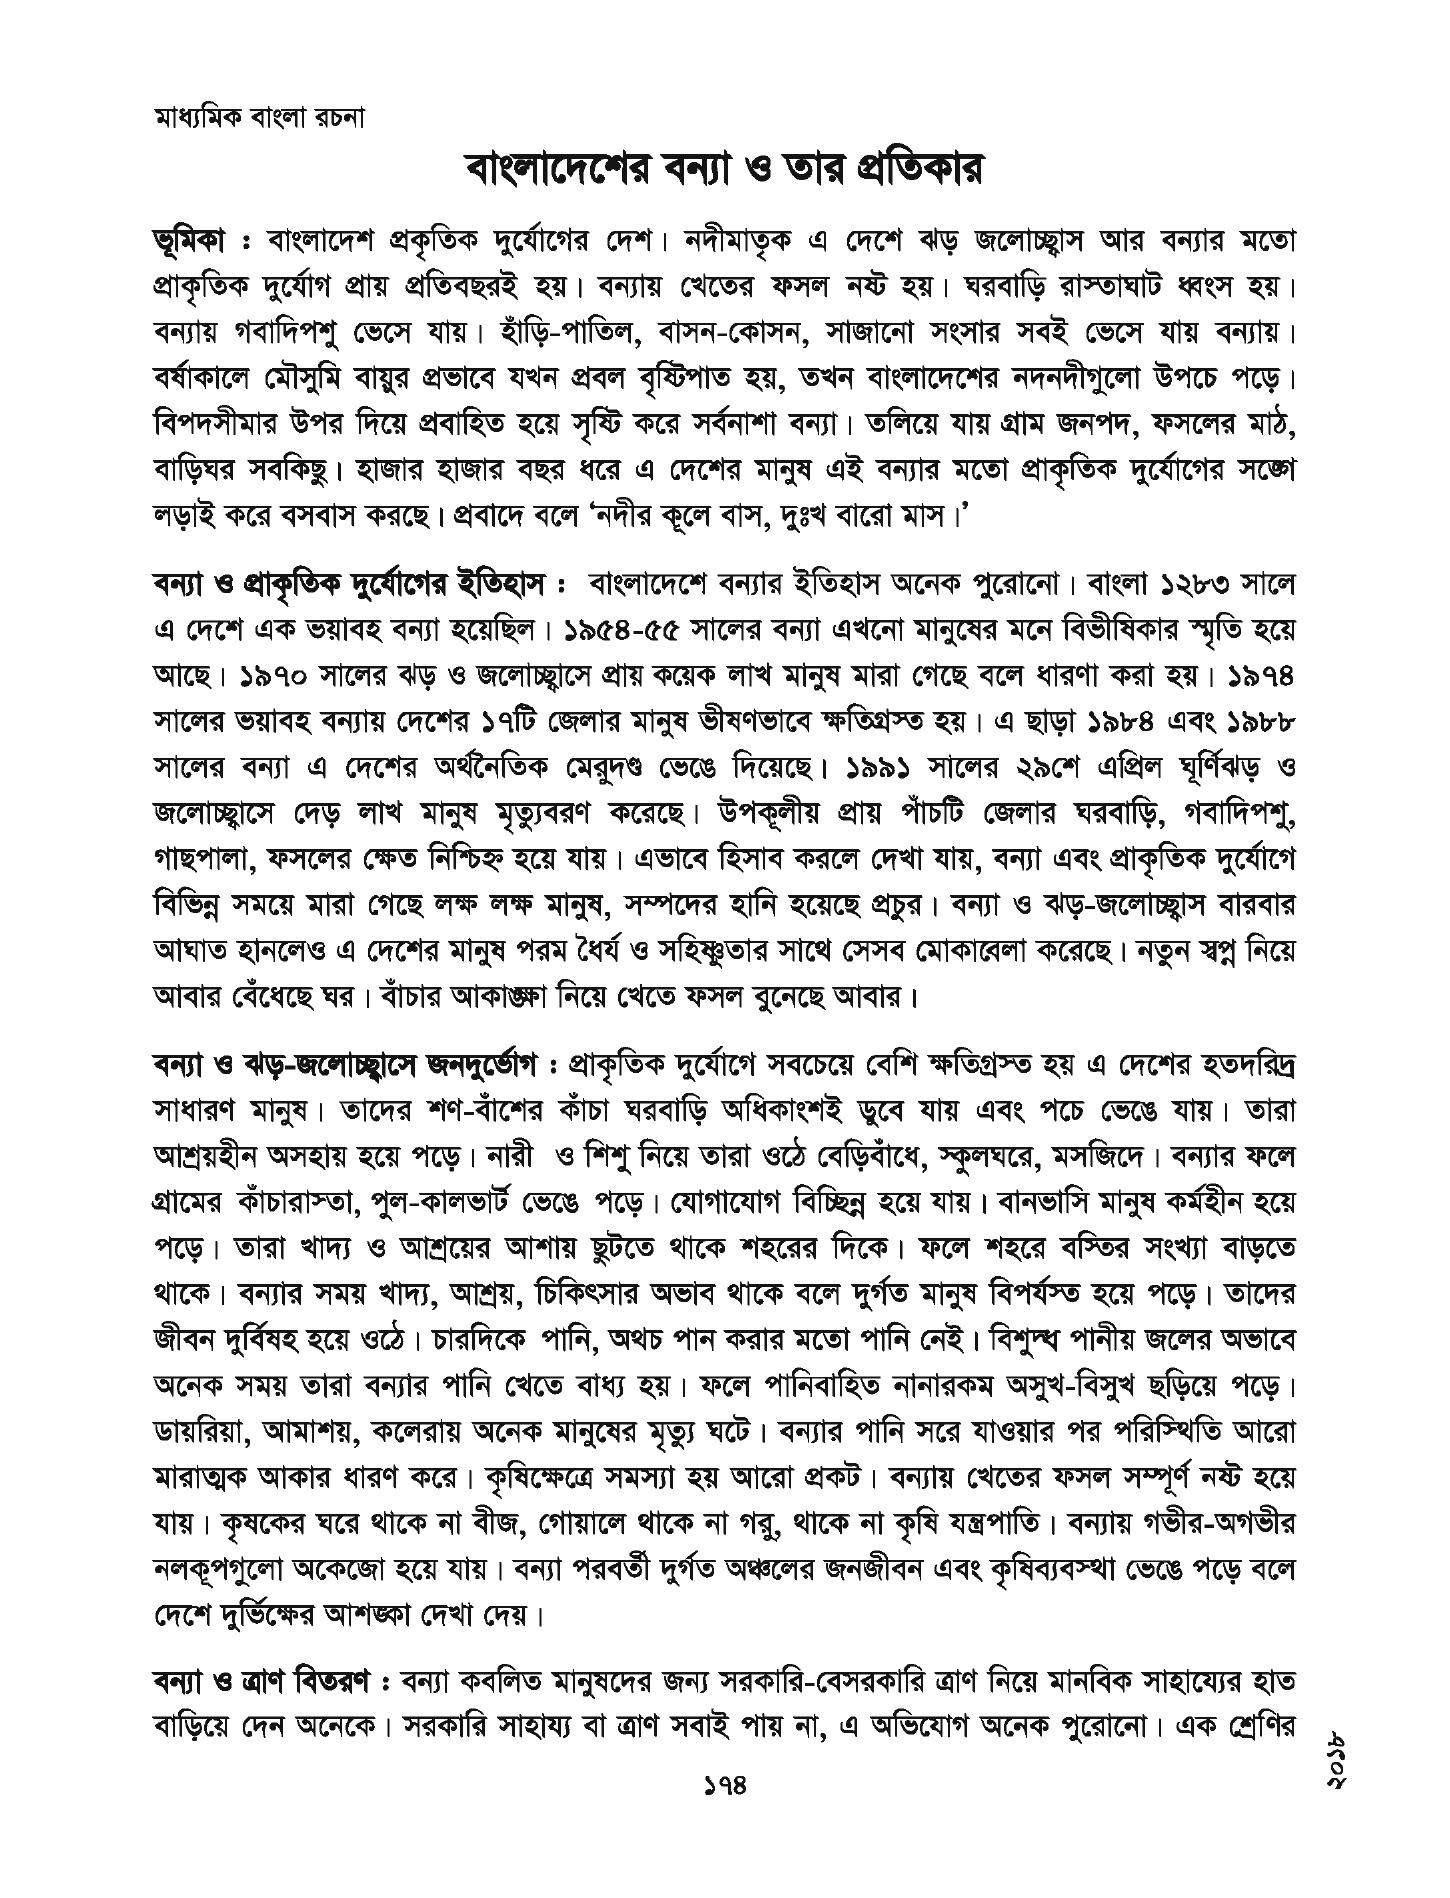 মাধ্যমিক বাংলা রচনা
বাংলাদেশের বন্যা ও তার প্রতিকার
ভূমিকা : বাংলাদেশ প্রকৃতিক দুর্যোগের দেশ। নদীমাতৃক এ দেশে ঝড় জলোচ্ছ্বাস আর বন্যার মতো
প্রাকৃতিক দুর্যোগ প্রায় প্রতিবছরই হয়। বন্যায় খেতের ফসল নষ্ট হয়। ঘরবাড়ি রাস্তাঘাট ধ্বংস হয়।
বন্যায় গবাদিপশু ভেসে যায়। হাঁড়ি-পাতিল, বাসন-কোসন, সাজানো সংসার সবই ভেসে যায় বন্যায়।
বর্ষাকালে মৌসুমি বায়ুর প্রভাবে যখন প্রবল বৃষ্টিপাত হয়, তখন বাংলাদেশের নদনদীগুলো উপচে পড়ে।
বিপদসীমার উপর দিয়ে প্রবাহিত হয়ে সৃষ্টি করে সর্বনাশা বন্যা। তলিয়ে যায় গ্রাম জনপদ, ফসলের মাঠ,
বাড়িঘর সবকিছু। হাজার হাজার বছর ধরে এ দেশের মানুষ এই বন্যার মতো প্রাকৃতিক দুর্যোগের সঙ্গে
লড়াই করে বসবাস করছে। প্রবাদে বলে ‘নদীর কূলে বাস, দুঃখ বারো মাস।’
বন্যা ও প্রাকৃতিক দুর্যোগের ইতিহাস : বাংলাদেশে বন্যার ইতিহাস অনেক পুরোনো। বাংলা ১২৮৩ সালে
এ দেশে এক ভয়াবহ বন্যা হয়েছিল। ১৯৫৪-৫৫ সালের বন্যা এখনো মানুষের মনে বিভীষিকার স্মৃতি হয়ে
আছে। ১৯৭০ সালের ঝড় ও জলোচ্ছ্বাসে প্রায় কয়েক লাখ মানুষ মারা গেছে বলে ধারণা করা হয়। ১৯৭৪
সালের ভয়াবহ বন্যায় দেশের ১৭টি জেলার মানুষ ভীষণভাবে ক্ষতিগ্রস্ত হয়। এ ছাড়া ১৯৮৪ এবং ১৯৮৮
সালের বন্যা এ দেশের অর্থনৈতিক মেরুদণ্ড ভেঙে দিয়েছে। ১৯৯১ সালের ২৯শে এপ্রিল ঘূর্ণিঝড় ও
জলোচ্ছ্বাসে দেড় লাখ মানুষ মৃত্যুবরণ করেছে। উপকূলীয় প্রায় পাঁচটি জেলার ঘরবাড়ি, গবাদিপশু,
গাছপালা, ফসলের ক্ষেত নিশ্চিহ্ন হয়ে যায়। এভাবে হিসাব করলে দেখা যায়, বন্যা এবং প্রাকৃতিক দুর্যোগে
বিভিন্ন সময়ে মারা গেছে লক্ষ লক্ষ মানুষ, সম্পদের হানি হয়েছে প্রচুর। বন্যা ও ঝড়-জলোচ্ছ্বাস বারবার
আঘাত হানলেও এ দেশের মানুষ পরম ধৈর্য ও সহিষ্ণুতার সাথে সেসব মোকাবেলা করেছে। নতুন স্বপ্ন নিয়ে
আবার বেঁধেছে ঘর। বাঁচার আকাঙ্ক্ষা নিয়ে খেতে ফসল বুনেছে আবার।
বন্যা ও ঝড়-জলোচ্ছ্বাসে জনদুর্ভোগ : প্রাকৃতিক দুর্যোগে সবচেয়ে বেশি ক্ষতিগ্রস্ত হয় এ দেশের হতদরিদ্র
সাধারণ মানুষ। তাদের শণ-বাঁশের কাঁচা ঘরবাড়ি অধিকাংশই ডুবে যায় এবং পচে ভেঙে যায়। তারা
আশ্রয়হীন অসহায় হয়ে পড়ে। নারী ও শিশু নিয়ে তারা ওঠে বেড়িবাঁধে, স্কুলঘরে, মসজিদে। বন্যার ফলে
গ্রামের কাঁচারাস্তা, পুল-কালভার্ট ভেঙে পড়ে। যোগাযোগ বিচ্ছিন্ন হয়ে যায়। বানভাসি মানুষ কর্মহীন হয়ে
পড়ে। তারা খাদ্য ও আশ্রয়ের আশায় ছুটতে থাকে শহরের দিকে। ফলে শহরে বস্তির সংখ্যা বাড়তে
থাকে। বন্যার সময় খাদ্য, আশ্রয়, চিকিৎসার অভাব থাকে বলে দুর্গত মানুষ বিপর্যস্ত হয়ে পড়ে। তাদের
জীবন দুর্বিষহ হয়ে ওঠে। চারদিকে পানি, অথচ পান করার মতো পানি নেই। বিশুদ্ধ পানীয় জলের অভাবে
অনেক সময় তারা বন্যার পানি খেতে বাধ্য হয়। ফলে পানিবাহিত নানারকম অসুখ-বিসুখ ছড়িয়ে পড়ে।
ডায়রিয়া, আমাশয়, কলেরায় অনেক মানুষের মৃত্যু ঘটে। বন্যার পানি সরে যাওয়ার পর পরিস্থিতি আরো
মারাত্মক আকার ধারণ করে। কৃষিক্ষেত্রে সমস্যা হয় আরো প্রকট। বন্যায় খেতের ফসল সম্পূর্ণ নষ্ট হয়ে
যায়। কৃষকের ঘরে থাকে না বীজ, গোয়ালে থাকে না গরু, থাকে না কৃষি যন্ত্রপাতি। বন্যায় গভীর-অগভীর
নলকূপগুলো অকেজো হয়ে যায়। বন্যা পরবর্তী দুর্গত অঞ্চলের জনজীবন এবং কৃষিব্যবস্থা ভেঙে পড়ে বলে
দেশে দুর্ভিক্ষের আশঙ্কা দেখা দেয়।
বন্যা ও ত্রাণ বিতরণ : বন্যা কবলিত মানুষদের জন্য সরকারি-বেসরকারি ত্রাণ নিয়ে মানবিক সাহায্যের হাত
বাড়িয়ে দেন অনেকে। সরকারি সাহায্য বা ত্রাণ সবাই পায় না, এ অভিযোগ অনেক পুরোনো। এক শ্রেণির
১৭৪
২০১৮